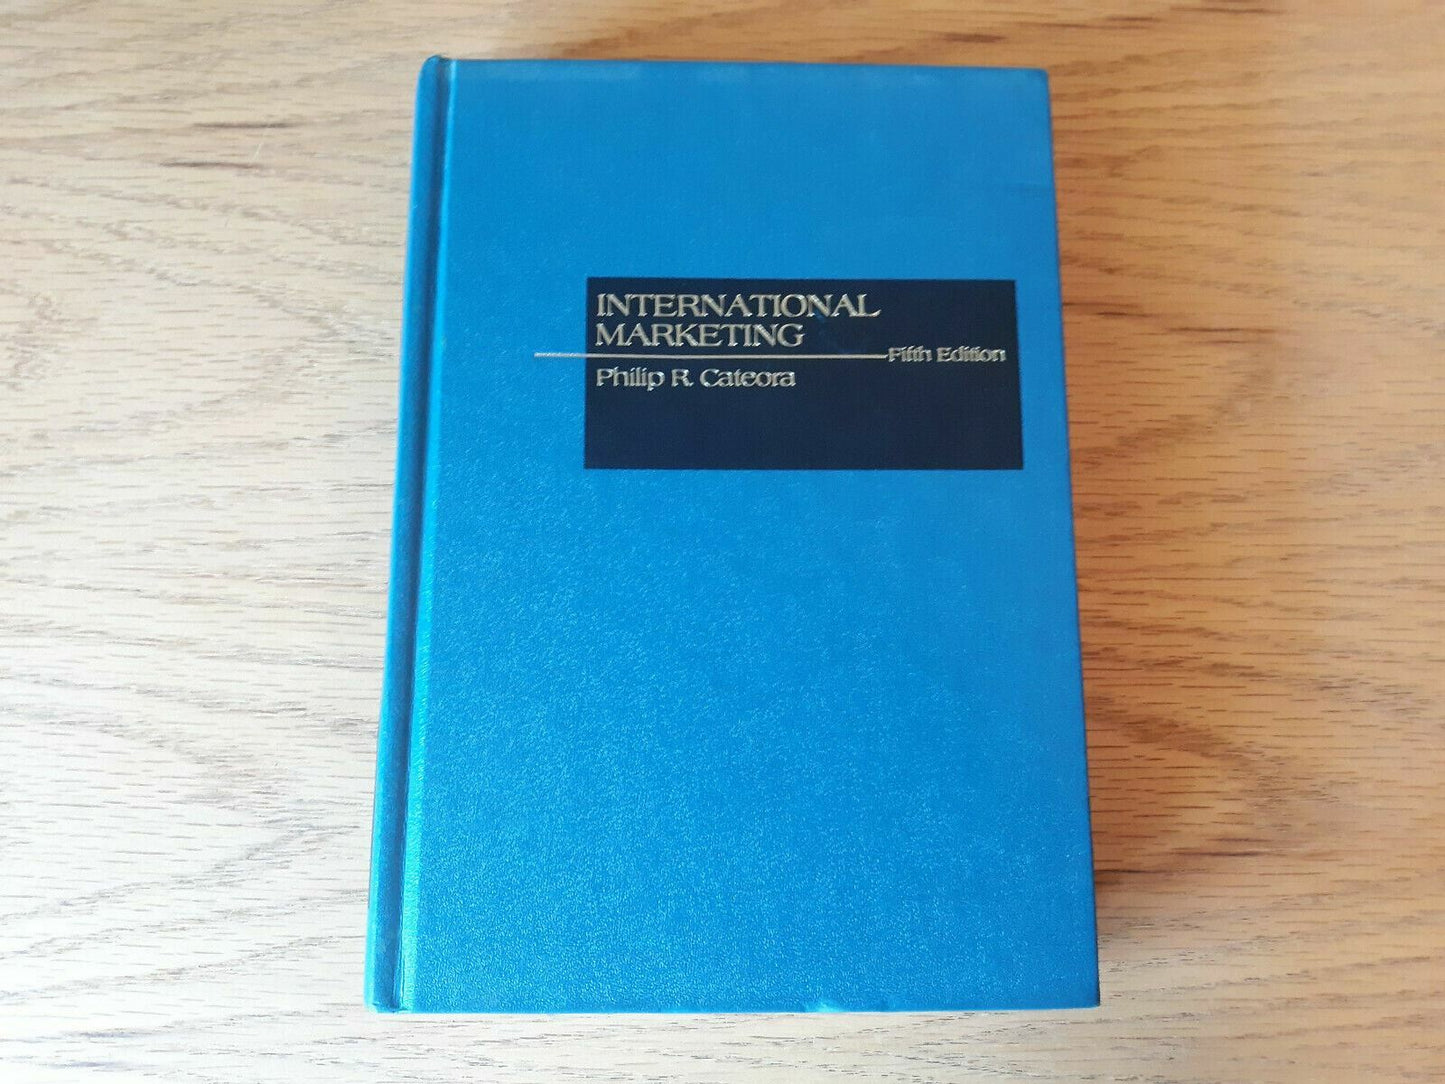 INTERNATIONAL
MARKETING
Fifth Edition
Philip R. Cateora